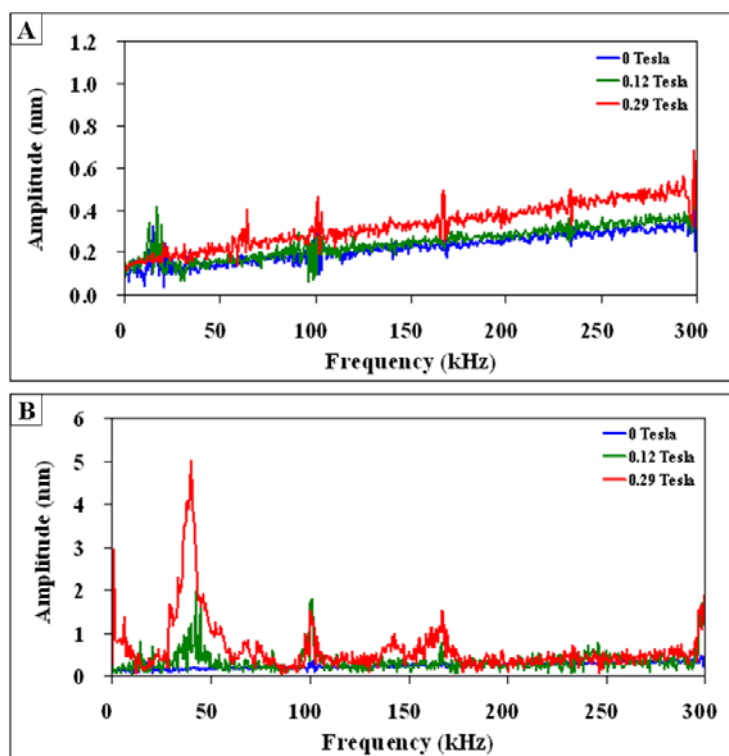 A
1.2
1.0
0.8
0.6
0.4
0.2
0.0
Amplitude (nm)
0 Tesla
0.12 Tesla
0.29 Tesla
0 50 100 150 200 250 300
Frequency (kHz)
B
6
5
4
3
2
1
0
Amplitude (nm)
0 Tesla
0.12 Tesla
0.29 Tesla
0 50 100 150 200 250 300
Frequency (kHz)